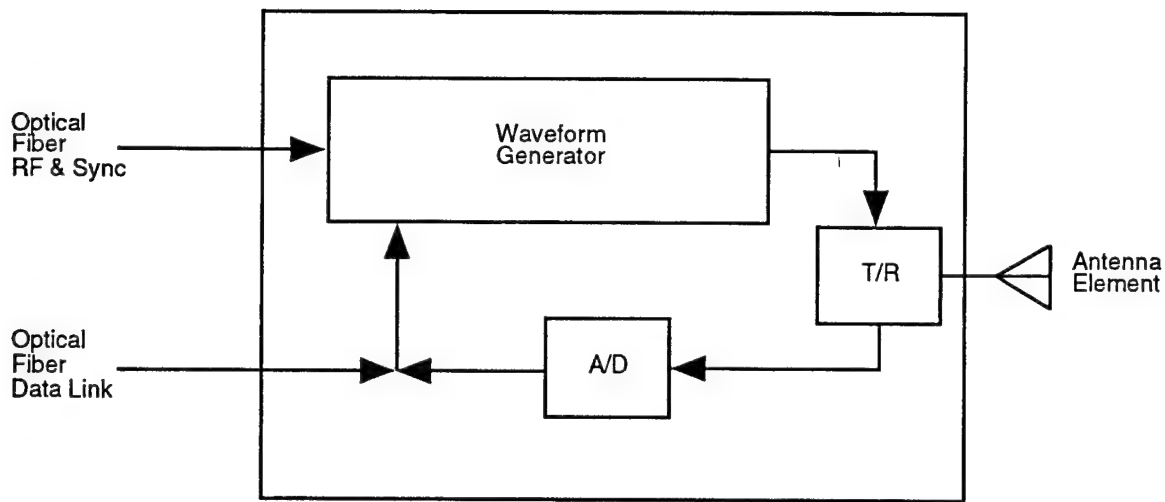 Optical
Fiber
RF & Sync
Waveform
Generator
T/R
Antenna
Element
Optical
Fiber
Data Link
A/D